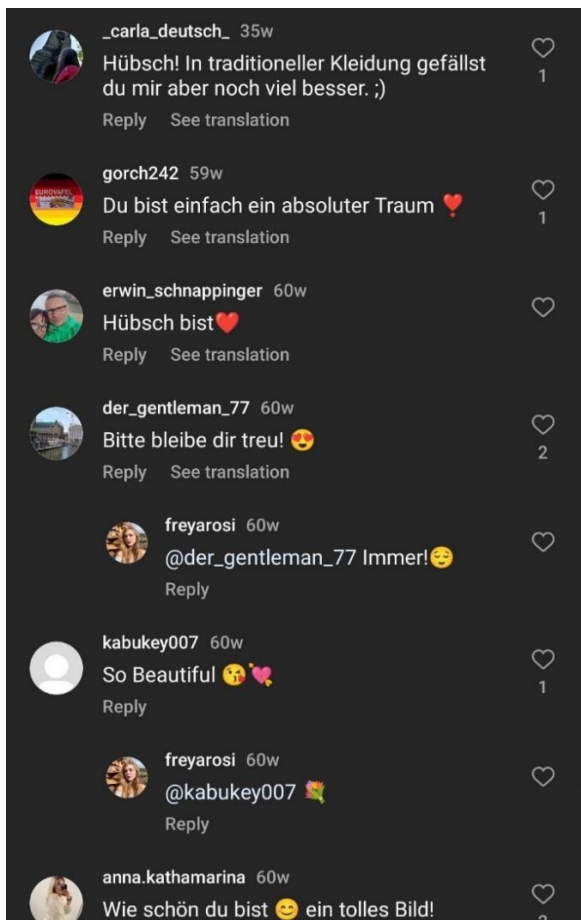 _carla_deutsch_ 35w
Hübsch! In traditioneller Kleidung gefällst
du mir aber noch viel besser. ;)
1
Reply See translation
gorch242 59w
Du bist einfach ein absoluter Traum ❣️
1
Reply See translation
erwin_schnappinger 60w
Hübsch bist❤️
Reply See translation
der_gentleman_77 60w
Bitte bleibe dir treu! 😍
2
Reply See translation
freyarosi 60w
@der_gentleman_77 Immer!😌
Reply
kabukey007 60w
So Beautiful 😘💘
1
Reply
freyarosi 60w
@kabukey007 💐
Reply
anna.kathamarina 60w
Wie schön du bist 😊 ein tolles Bild!